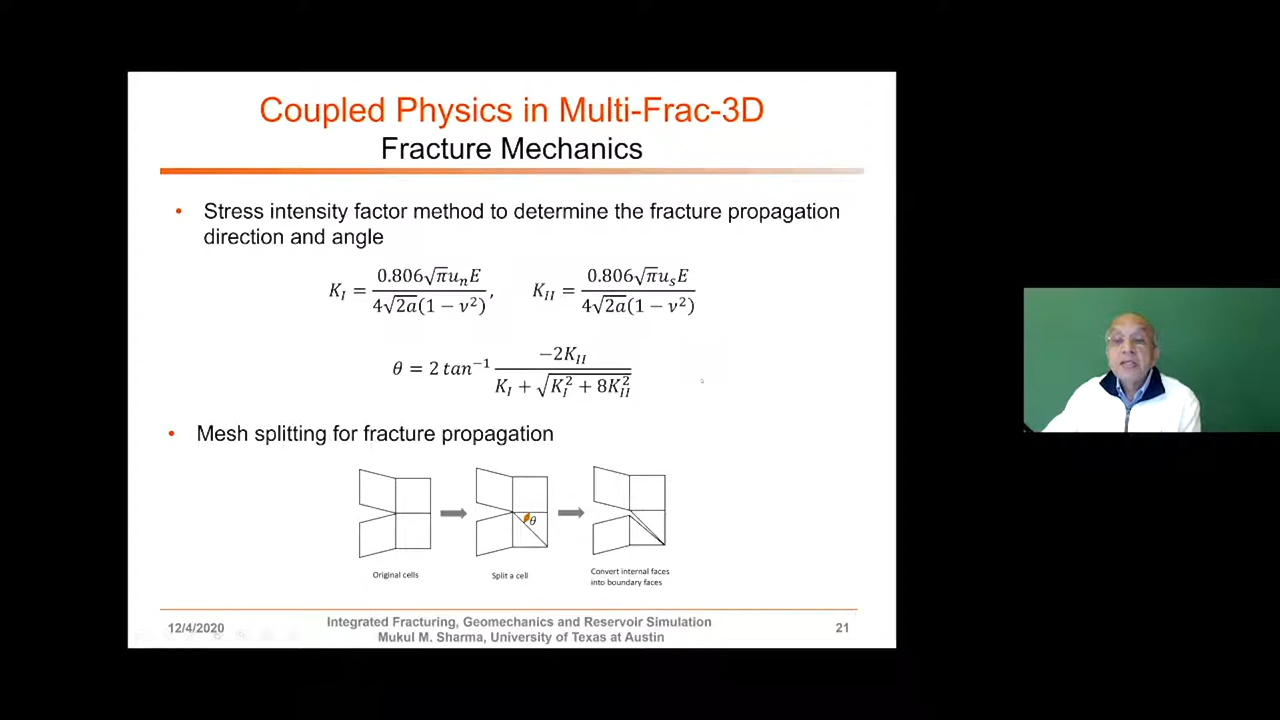 Coupled Physics in Multi-Frac-3D
Fracture Mechanics
• Stress intensity factor method to determine the fracture propagation
direction and angle
K_I = 0.806√π u_n E / 4√2a (1 − ν²), K_II = 0.806√π u_s E / 4√2a (1 − ν²)
θ = 2 tan⁻¹ −2K_II / K_I + √K_I² + 8K_II²
• Mesh splitting for fracture propagation
θ
Original cells
Split a cell
Convert internal faces
into boundary faces
12/4/2020
Integrated Fracturing, Geomechanics and Reservoir Simulation
Mukul M. Sharma, University of Texas at Austin
21